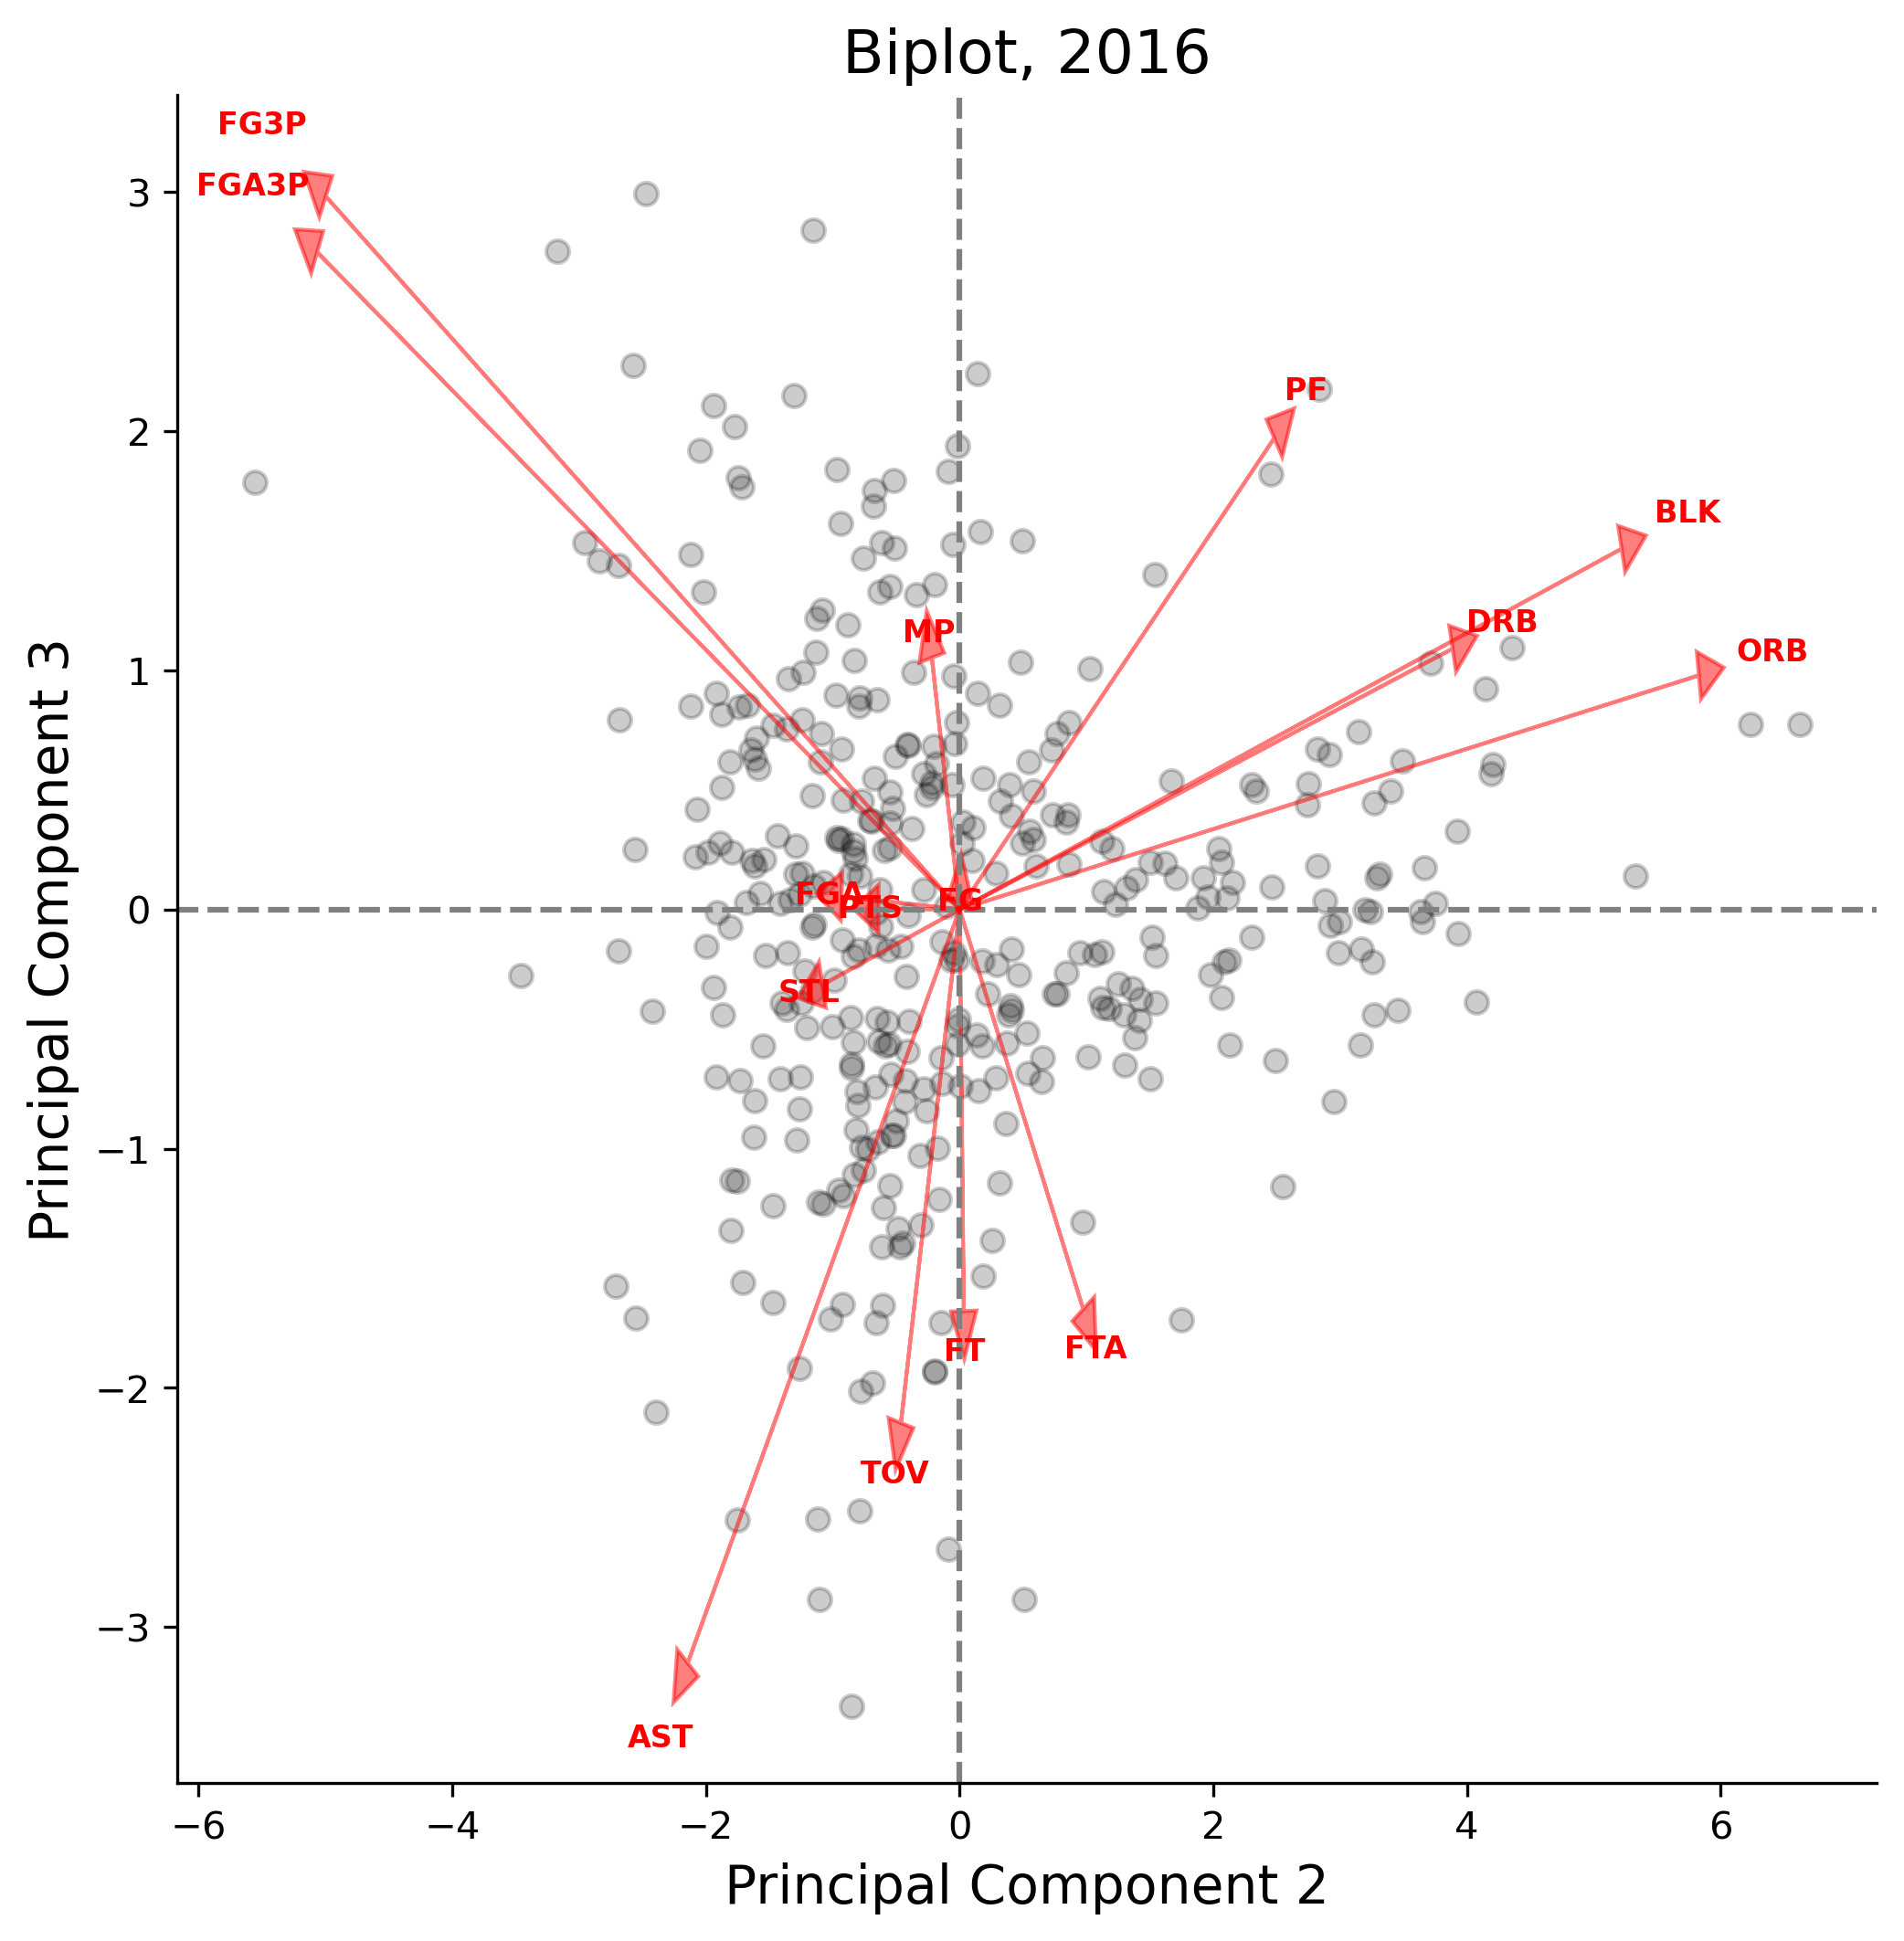 Biplot, 2016
FG3P
FGA3P
PF
BLK
DRB
MP
ORB
FGA
PTS
FG
STL
FT
FTA
TOV
AST
3
2
1
0
−1
−2
−3
−6
−4
−2
0
2
4
6
Principal Component 3
Principal Component 2